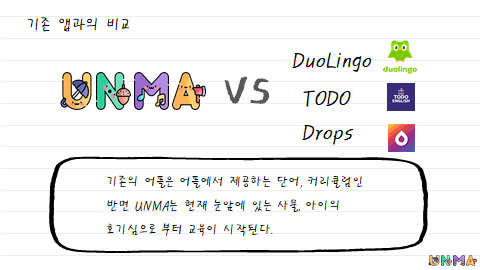 기존 앱과의 비교
UNMA VS
DuoLingo
duolingo
TODO
TODO
ENGLISH
Drops
기존의 어플은 어플에서 제공하는 단어, 커리큘럼인
반면 UNMA는 현재 눈앞에 있는 사물, 아이의
호기심으로 부터 교육이 시작된다.
UNMA